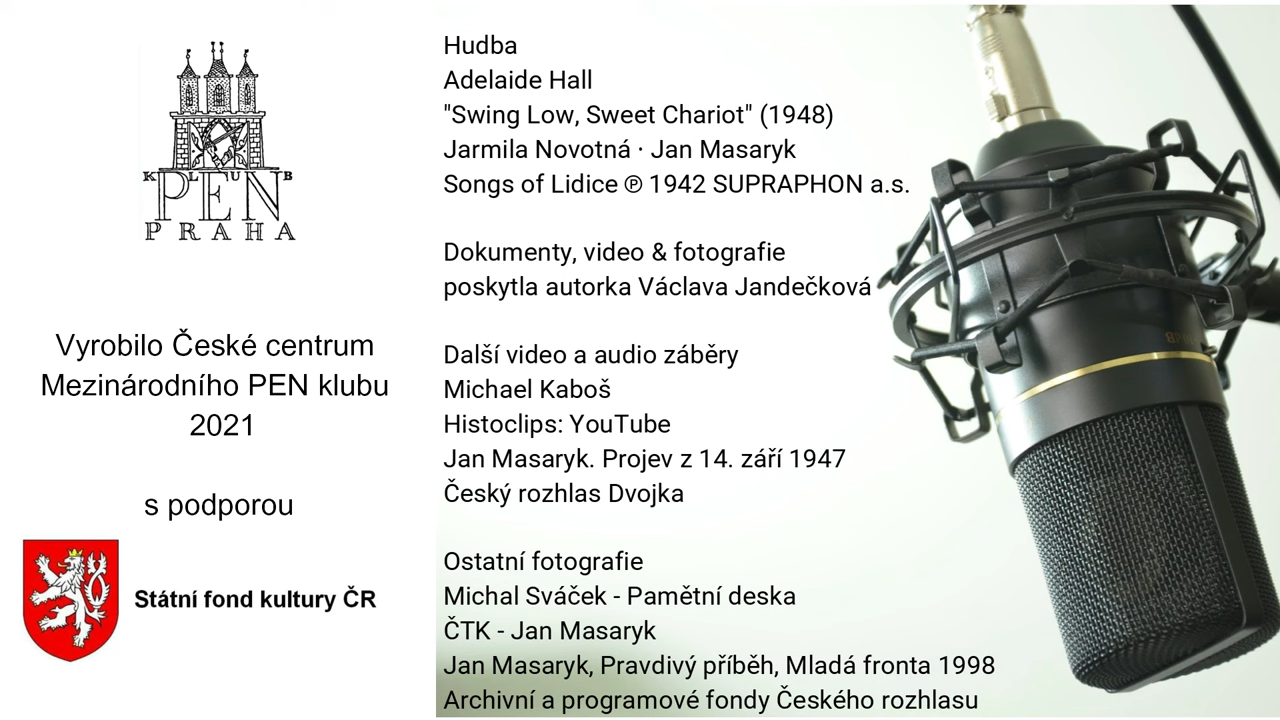 KLUB
PEN
PRAHA
Vyrobilo České centrum
Mezinárodního PEN klubu
2021
s podporou
Státní fond kultury ČR
Hudba
Adelaide Hall
"Swing Low, Sweet Chariot" (1948)
Jarmila Novotná · Jan Masaryk
Songs of Lidice ℗ 1942 SUPRAPHON a.s.
Dokumenty, video & fotografie
poskytla autorka Václava Jandečková
Další video a audio záběry
Michael Kaboš
Histoclips: YouTube
Jan Masaryk. Projev z 14. září 1947
Český rozhlas Dvojka
Ostatní fotografie
Michal Sváček - Pamětní deska
ČTK - Jan Masaryk
Jan Masaryk, Pravdivý příběh, Mladá fronta 1998
Archivní a programové fondy Českého rozhlasu